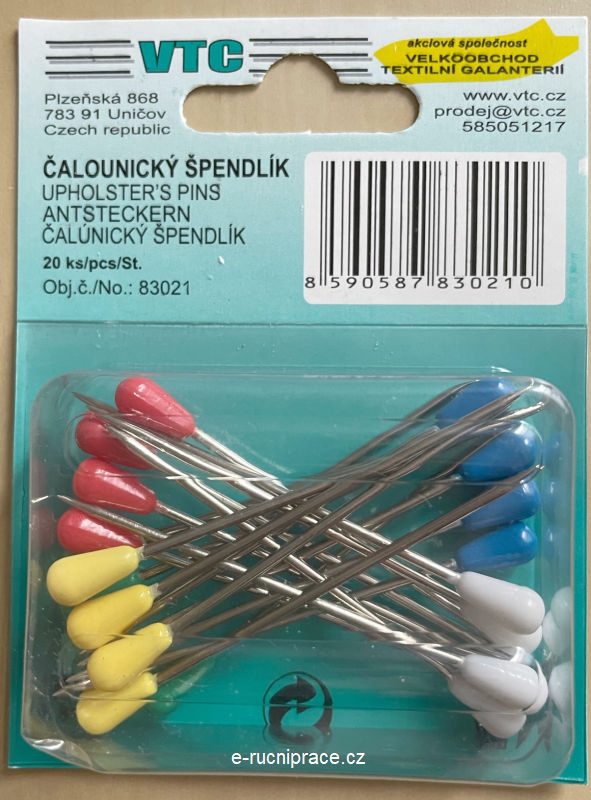 VTC
akciová společnost
VELKOOBCHOD
TEXTILNÍ GALANTERIÍ
Plzeňská 868
783 91 Uničov
Czech republic
www.vtc.cz
prodej@vtc.cz
585051217
ČALOUNICKÝ ŠPENDLÍK
UPHOLSTER'S PINS
ANTSTECKERN
ČALÚNICKÝ ŠPENDLÍK
20 ks/pcs/St.
Obj.č./No.: 83021
8 590587 830210
e-rucniprace.cz